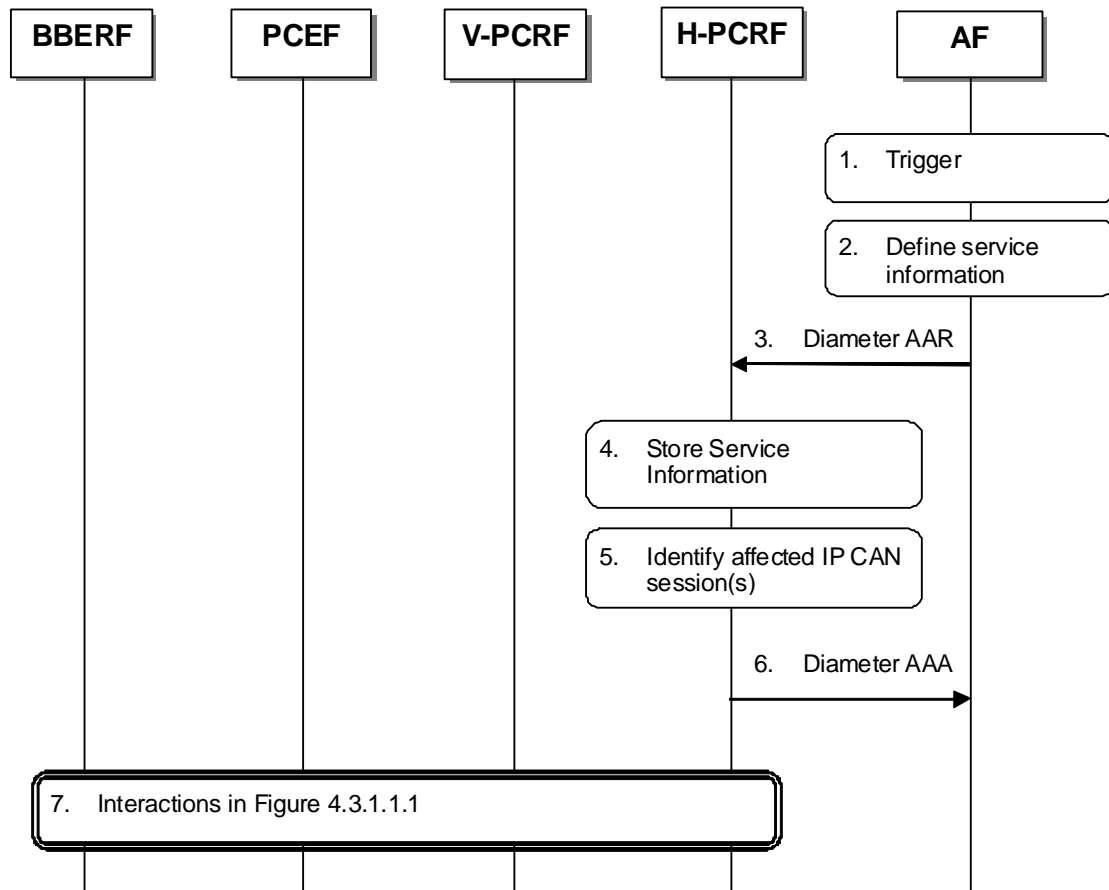 BBERF
PCEF
V-PCRF
H-PCRF
AF
1. Trigger
2. Define service
information
3. Diameter AAR
4. Store Service
Information
5. Identify affected IP CAN
session(s)
6. Diameter AAA
7. Interactions in Figure 4.3.1.1.1